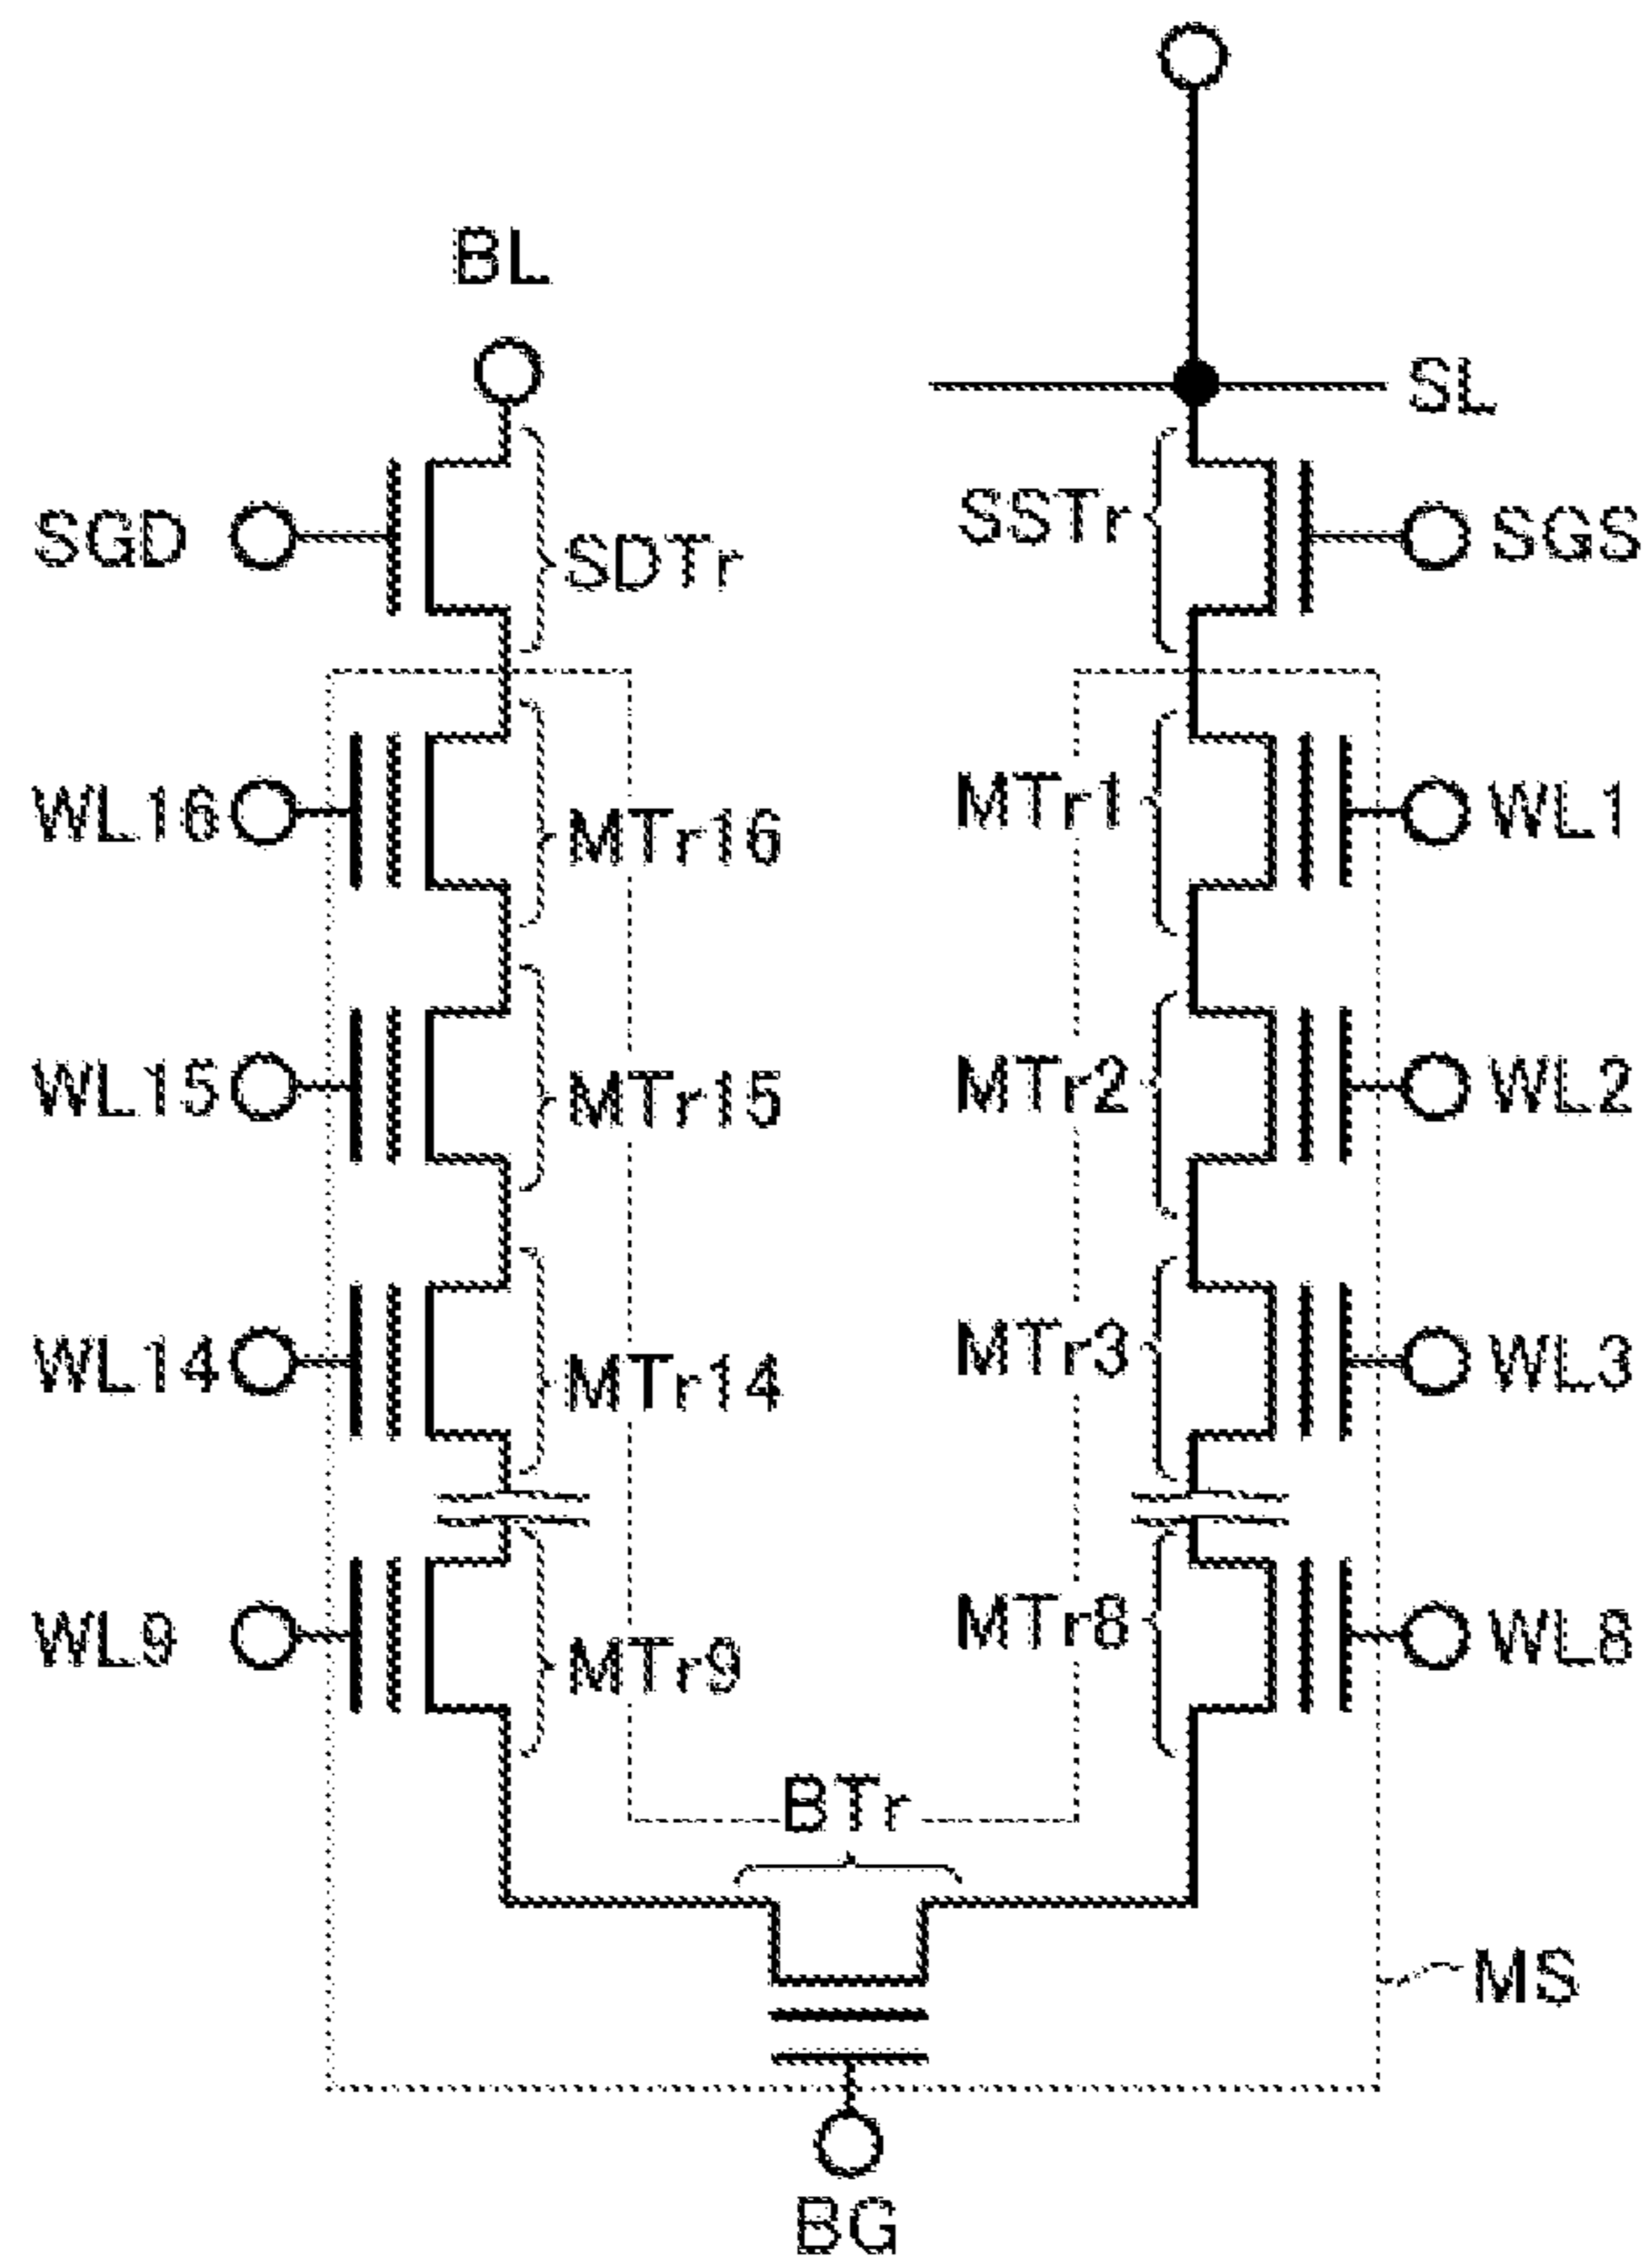 BL
SL
SGD
SDTr
SSTr
SGS
WL16
MTr16
MTr1
WL1
WL15
MTr15
MTr2
WL2
WL14
MTr14
MTr3
WL3
WL9
MTr9
MTr8
WL8
BTr
MS
BG